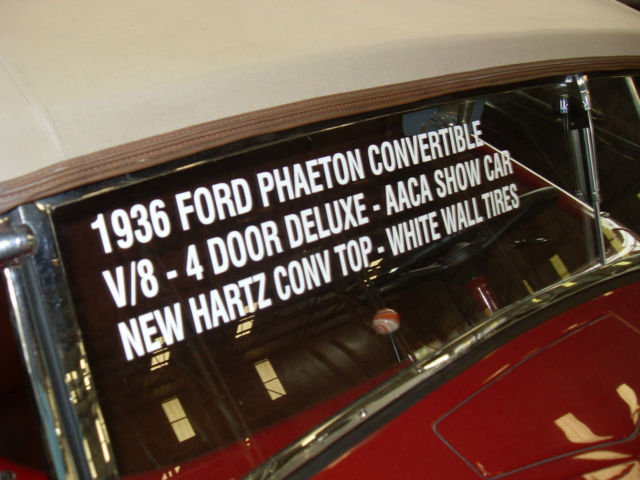 1936 FORD PHAETON CONVERTIBLE
V/8 - 4 DOOR DELUXE - AACA SHOW CAR
NEW HARTZ CONV TOP - WHITE WALL TIRES